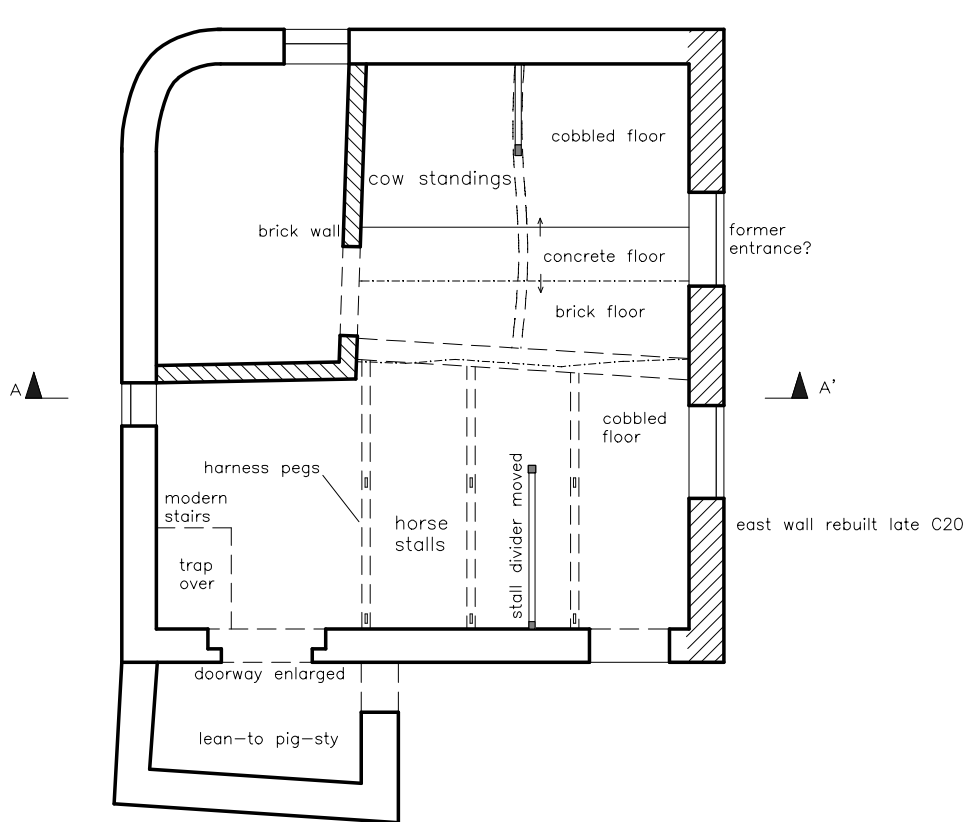 cobbled floor
cow standings
brick wall
former
entrance?
concrete floor
brick floor
A
A'
cobbled
floor
harness pegs
modern
stairs
horse
stalls
stall divider moved
east wall rebuilt late C20
trap
over
doorway enlarged
lean-to pig-sty